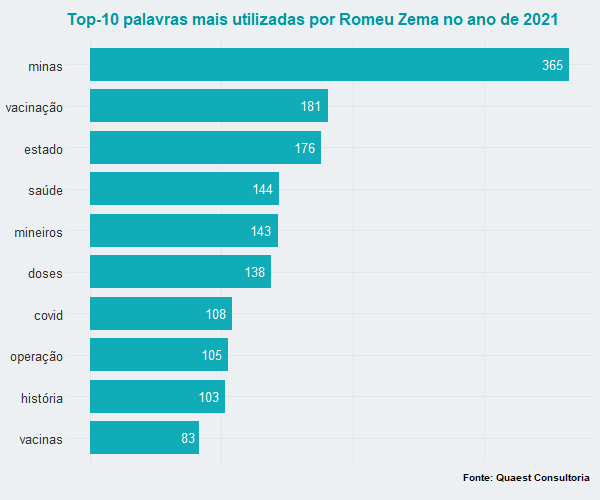 Top-10 palavras mais utilizadas por Romeu Zema no ano de 2021
minas 365
vacinação 181
estado 176
saúde 144
mineiros 143
doses 138
covid 108
operação 105
história 103
vacinas 83
Fonte: Quaest Consultoria